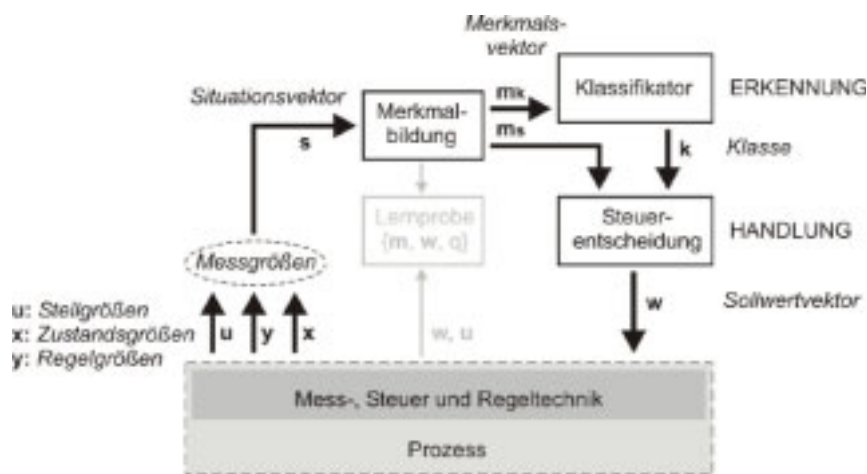 Merkmals-
vektor
Situationsvektor
s
Merkmal-
bildung
mk
ms
Klassifikator
ERKENNUNG
k
Klasse
Lernprobe
{m, w, q}
Steuer-
entscheidung
HANDLUNG
Messgrößen
w
Sollwertvektor
u: Stellgrößen
x: Zustandsgrößen
y: Regelgrößen
u
y
x
w, u
Mess-, Steuer und Regeltechnik
Prozess